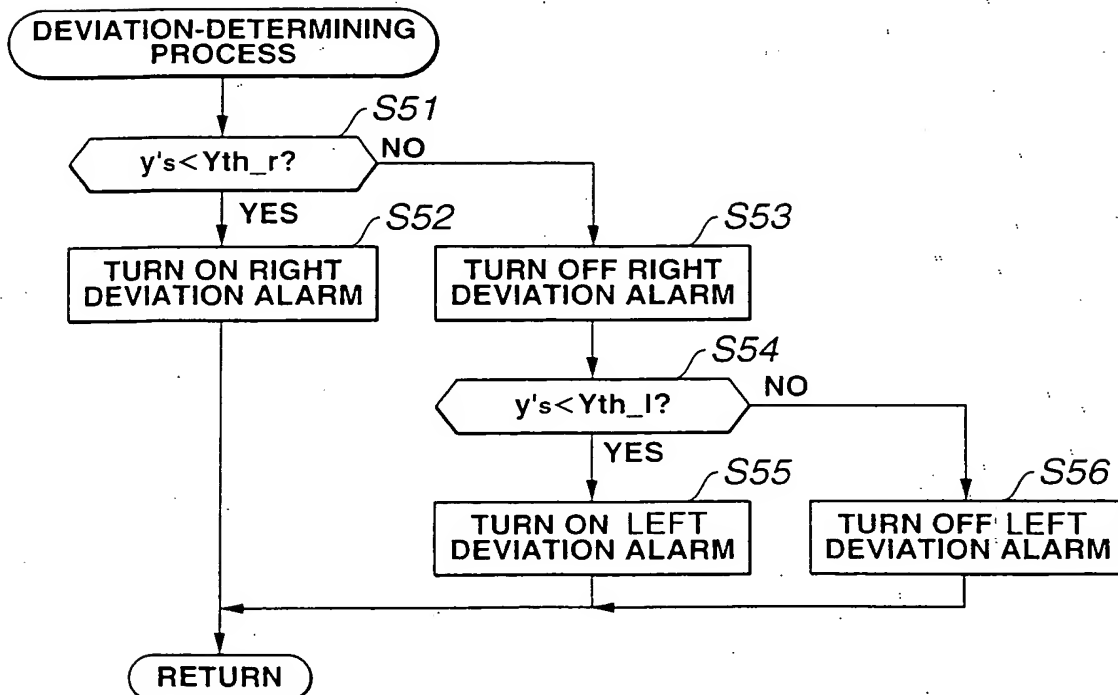 DEVIATION-DETERMINING
PROCESS
S51
y's<Yth_r?
NO
YES
S52
S53
TURN ON RIGHT
DEVIATION ALARM
TURN OFF RIGHT
DEVIATION ALARM
S54
y's<Yth_l?
NO
YES
S55
S56
TURN ON LEFT
DEVIATION ALARM
TURN OFF LEFT
DEVIATION ALARM
RETURN